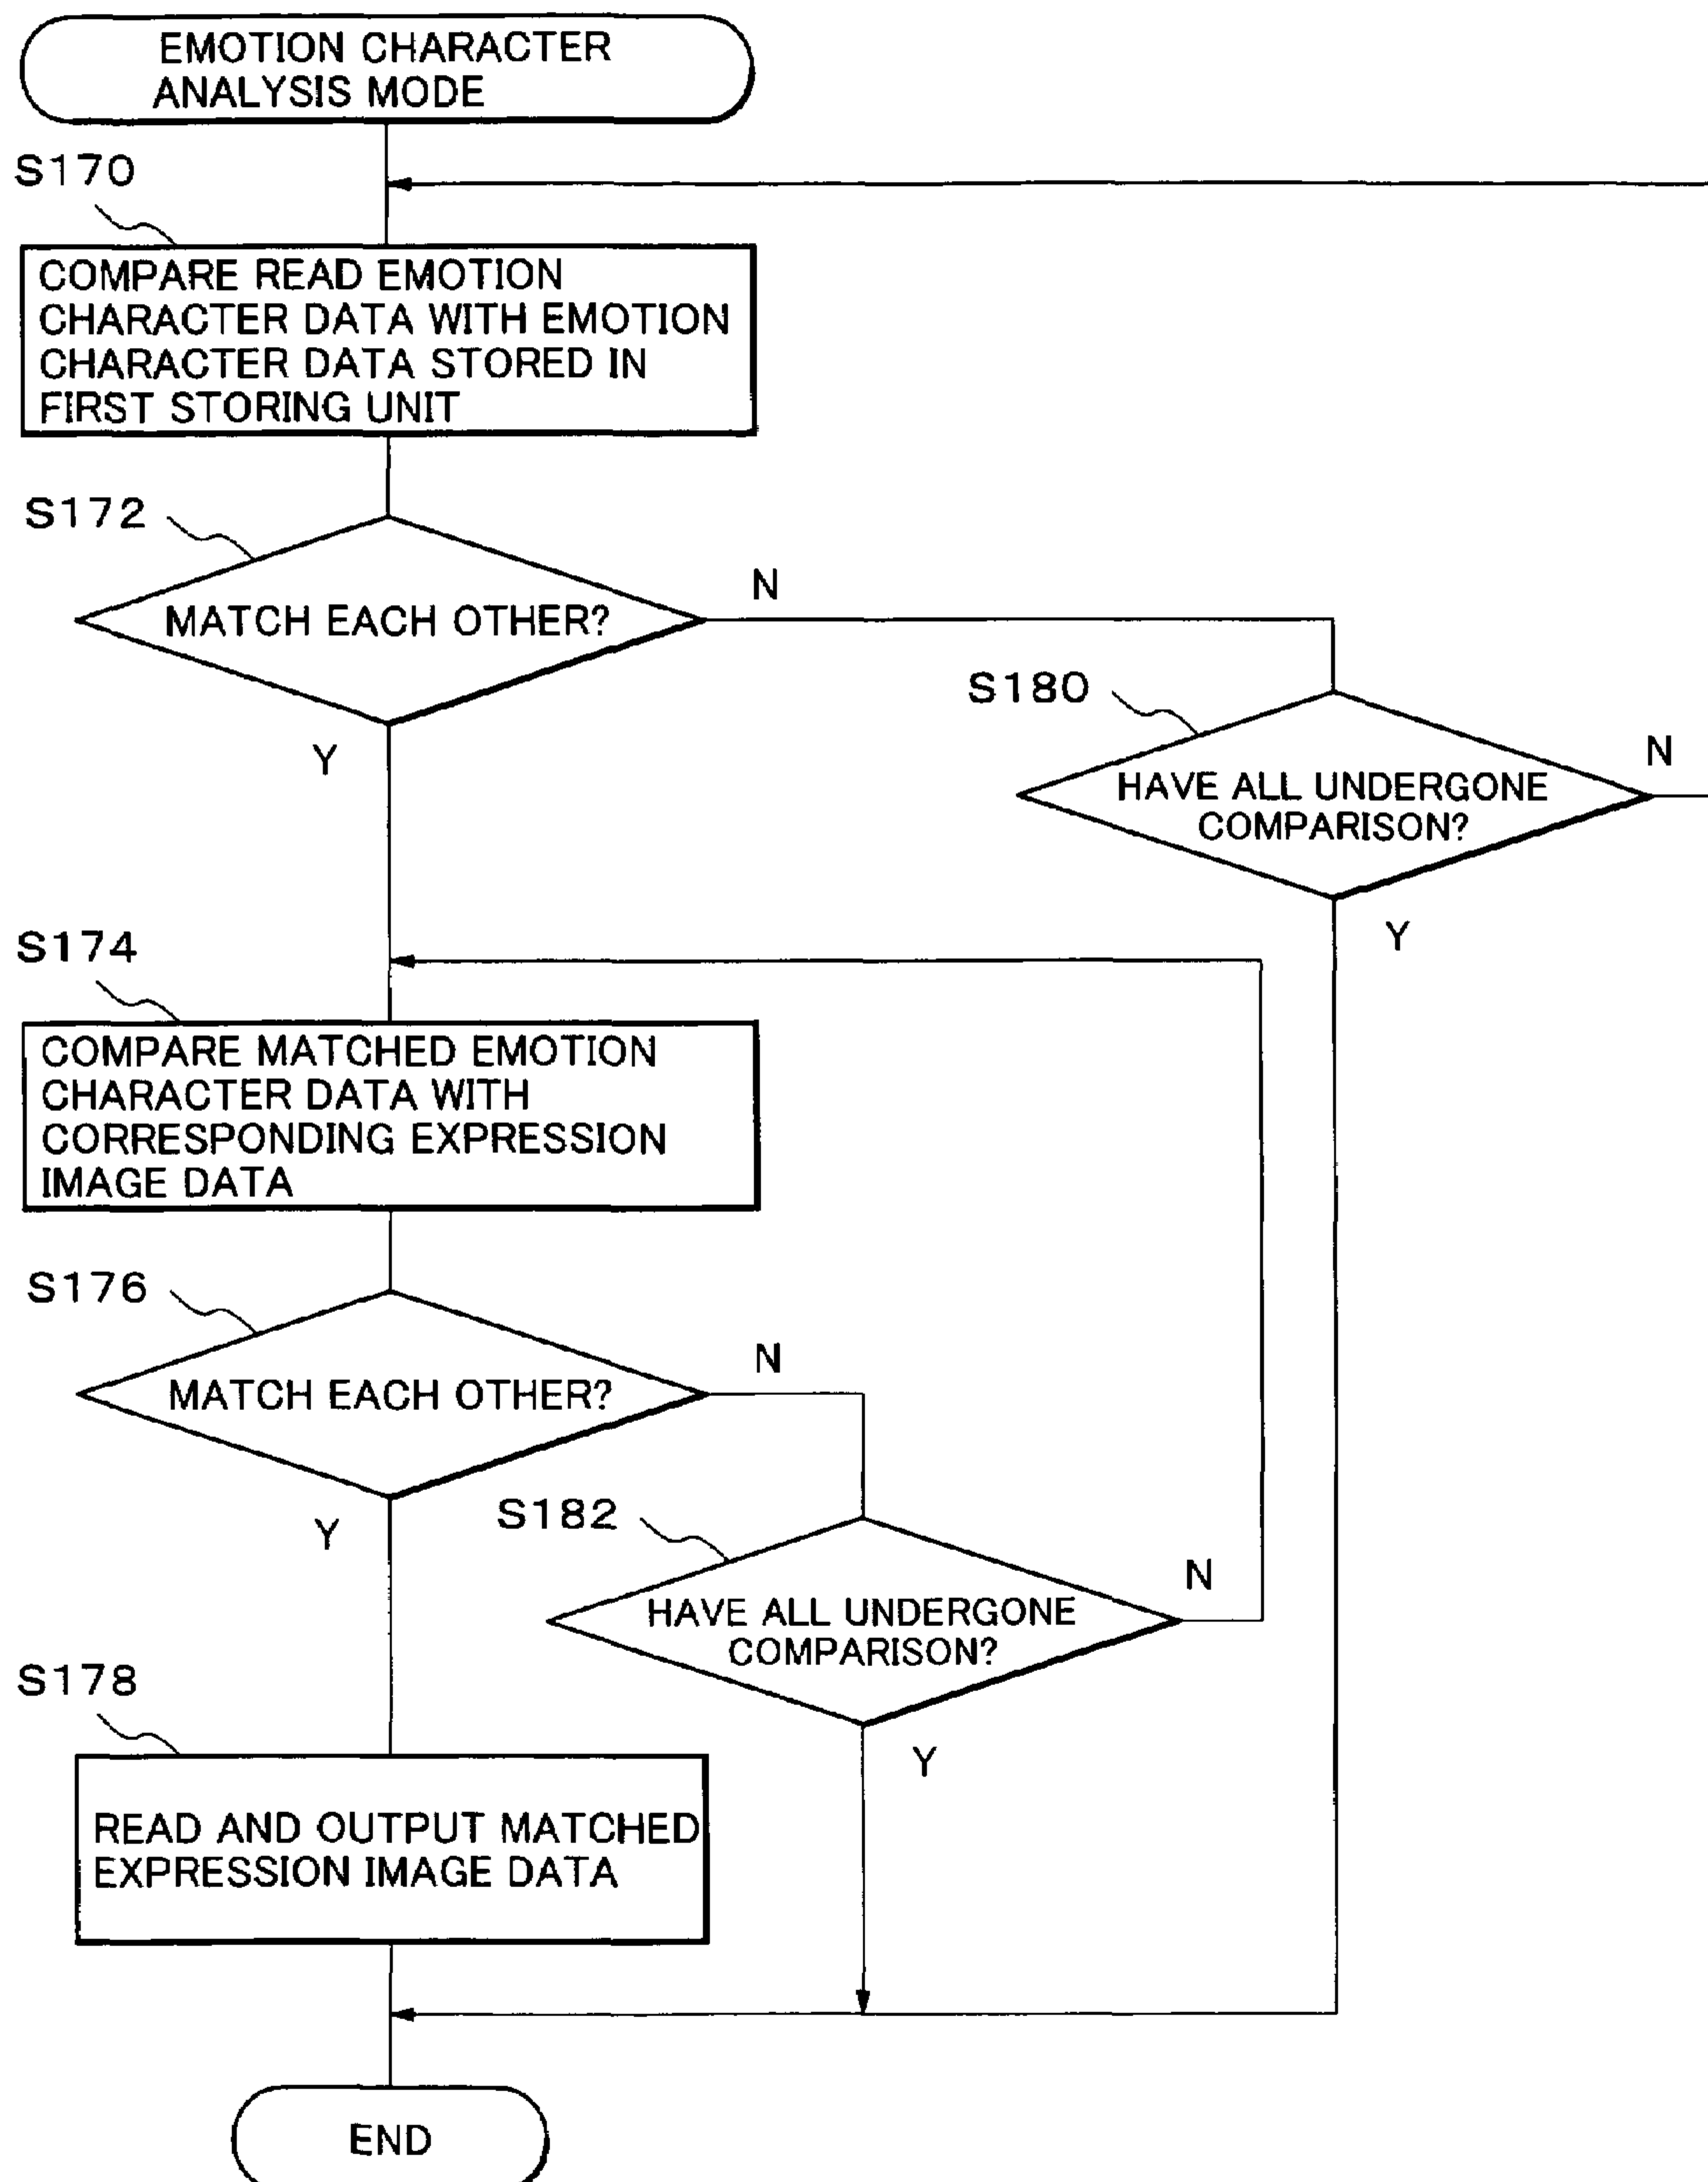 EMOTION CHARACTER
ANALYSIS MODE
S170
COMPARE READ EMOTION
CHARACTER DATA WITH EMOTION
CHARACTER DATA STORED IN
FIRST STORING UNIT
S172
MATCH EACH OTHER?
N
Y
S180
HAVE ALL UNDERGONE
COMPARISON?
N
Y
S174
COMPARE MATCHED EMOTION
CHARACTER DATA WITH
CORRESPONDING EXPRESSION
IMAGE DATA
S176
MATCH EACH OTHER?
N
Y
S182
HAVE ALL UNDERGONE
COMPARISON?
N
Y
S178
READ AND OUTPUT MATCHED
EXPRESSION IMAGE DATA
END